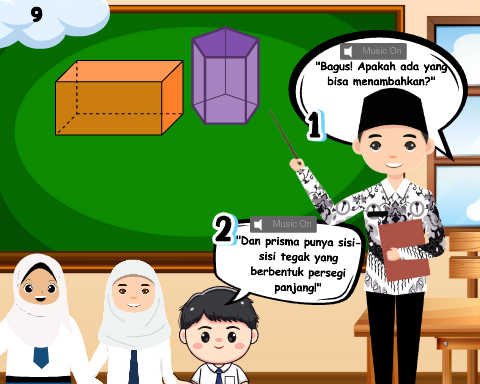 9
Music On
"Bagus! Apakah ada yang
bisa menambahkan?"
1
2
Music On
"Dan prisma punya sisi-
sisi tegak yang
berbentuk persegi
panjang!"